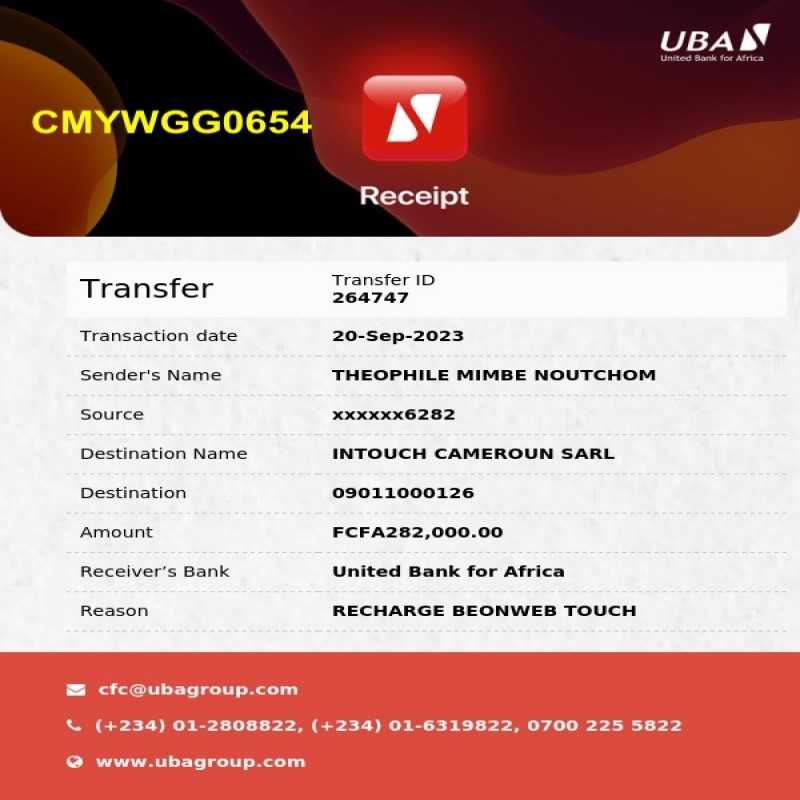 UBA
United Bank for Africa
CMYWGG0654
Receipt
Transfer
Transfer ID
264747
Transaction date 20-Sep-2023
Sender's Name THEOPHILE MIMBE NOUTCHOM
Source xxxxxx6282
Destination Name INTOUCH CAMEROUN SARL
Destination 09011000126
Amount FCFA282,000.00
Receiver’s Bank United Bank for Africa
Reason RECHARGE BEONWEB TOUCH
cfc@ubagroup.com
(+234) 01-2808822, (+234) 01-6319822, 0700 225 5822
www.ubagroup.com